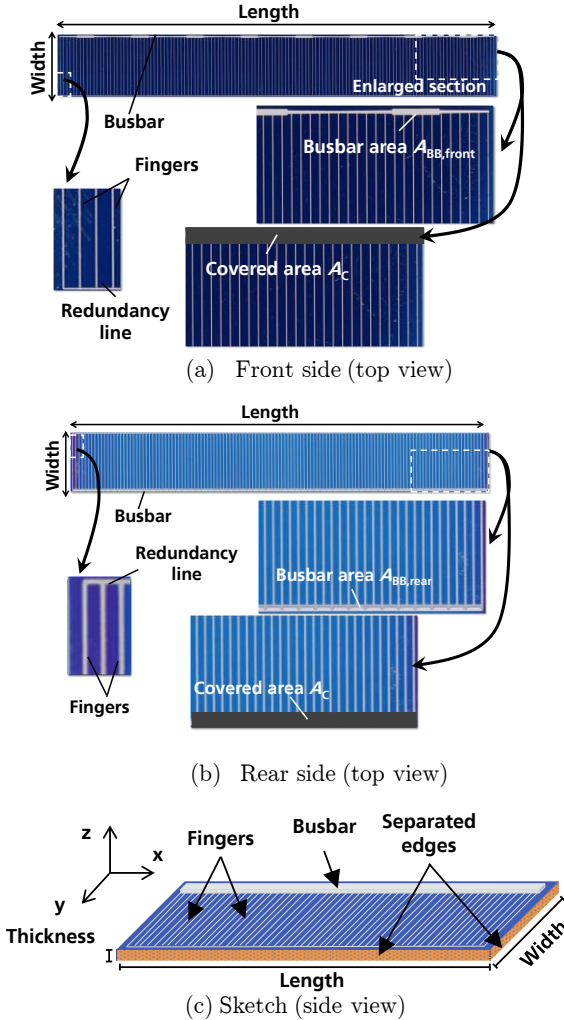 Length
Width
Enlarged section
Busbar
Busbar area A_BB,front
Fingers
Covered area A_C
Redundancy
line
(a) Front side (top view)
Length
Width
Busbar
Redundancy
line
Busbar area A_BB,rear
Fingers
Covered area A_C
(b) Rear side (top view)
z
x
y
Fingers
Busbar
Separated
edges
Thickness
Width
Length
(c) Sketch (side view)